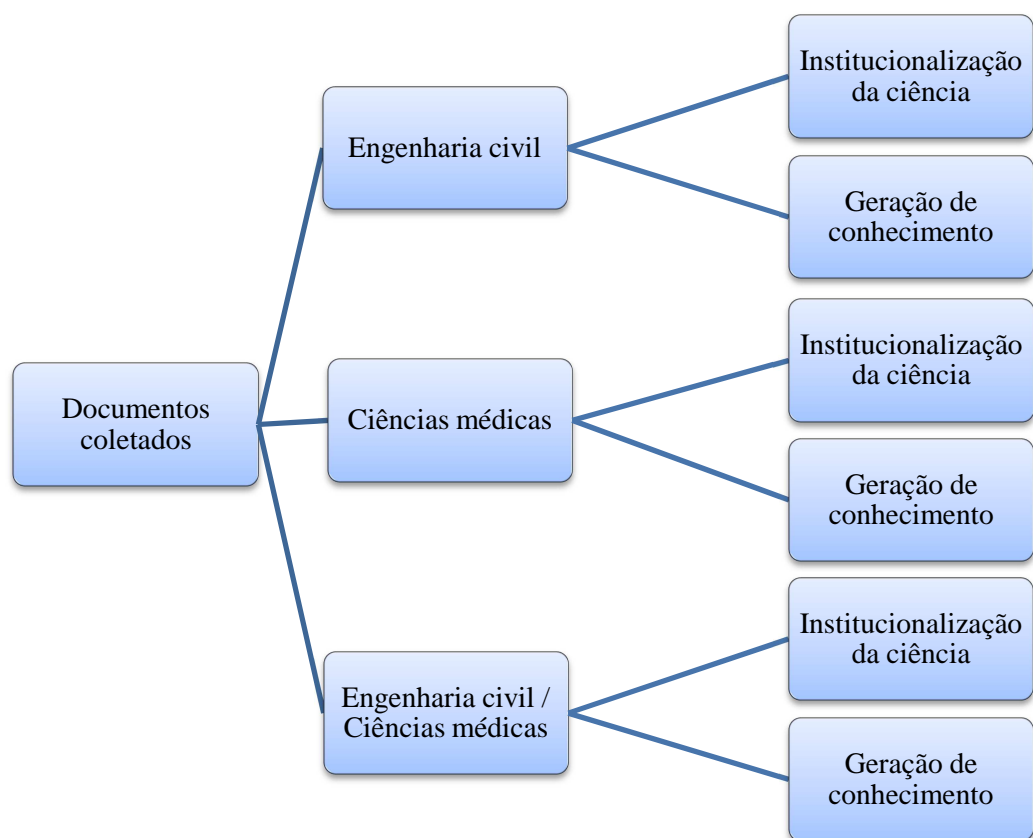 Documentos
coletados
Engenharia civil
Institucionalização
da ciência
Geração de
conhecimento
Ciências médicas
Institucionalização
da ciência
Geração de
conhecimento
Engenharia civil /
Ciências médicas
Institucionalização
da ciência
Geração de
conhecimento